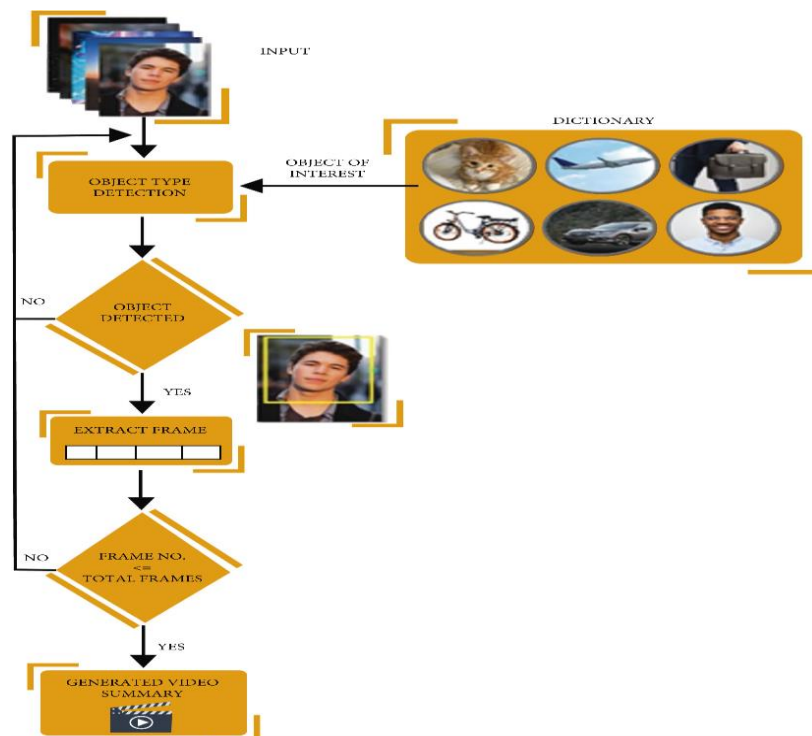 INPUT
DICTIONARY
OBJECT OF
INTEREST
OBJECT TYPE
DETECTION
NO
OBJECT
DETECTED
YES
EXTRACT FRAME
NO
FRAME NO.
<=
TOTAL FRAMES
YES
GENERATED VIDEO
SUMMARY